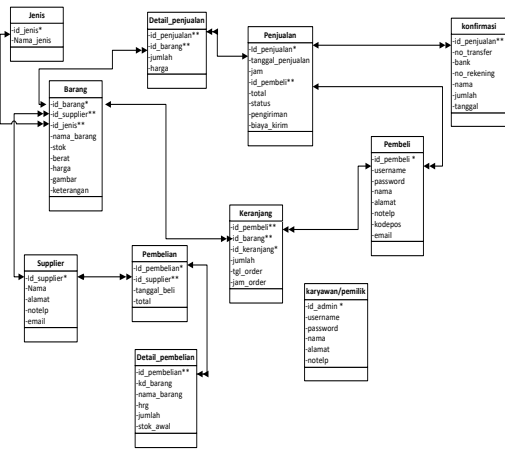 Jenis
-id_jenis*
-Nama_jenis
Detail_penjualan
-id_penjualan**
-id_barang**
-jumlah
-harga
Penjualan
-Id_penjualan*
-tanggal_penjualan
-jam
-id_pembeli**
-total
-status
-pengiriman
-biaya_kirim
konfirmasi
-id_penjualan**
-no_transfer
-bank
-no_rekening
-nama
-jumlah
-tanggal
Barang
-id_barang*
-id_supplier**
-id_jenis**
-nama_barang
-stok
-berat
-harga
-gambar
-keterangan
Pembeli
-id_pembeli *
-username
-password
-nama
-alamat
-notelp
-kodepos
-email
Keranjang
-id_pembeli**
-id_barang**
-id_keranjang*
-jumlah
-tgl_order
-jam_order
Supplier
-Id_supplier*
-Nama
-alamat
-notelp
-email
Pembelian
-id_pembelian*
-id_supplier**
-tanggal_beli
-total
karyawan/pemilik
-id_admin *
-username
-password
-nama
-alamat
-notelp
Detail_pembelian
-id_pembelian**
-kd_barang
-nama_barang
-hrg
-jumlah
-stok_awal